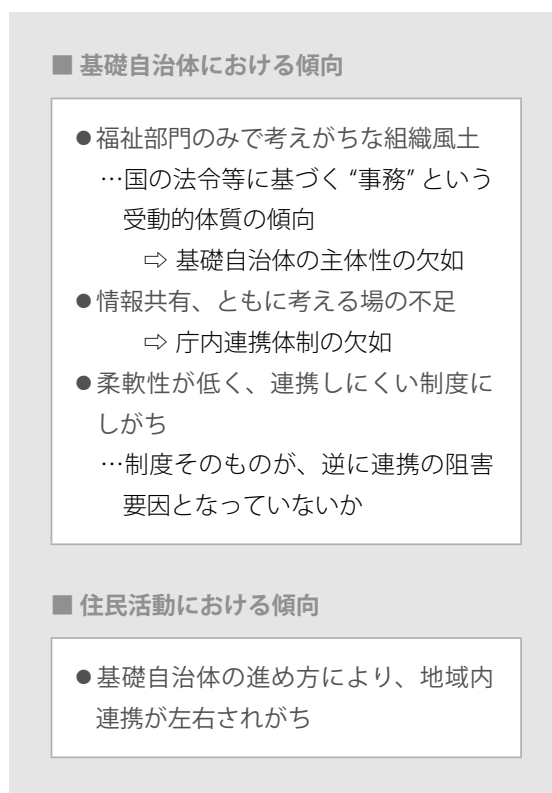 ■ 基礎自治体における傾向
●福祉部門のみで考えがちな組織風土
…国の法令等に基づく “事務” という
受動的体質の傾向
⇨ 基礎自治体の主体性の欠如
●情報共有、ともに考える場の不足
⇨ 庁内連携体制の欠如
●柔軟性が低く、連携しにくい制度に
しがち
…制度そのものが、逆に連携の阻害
要因となっていないか
■ 住民活動における傾向
●基礎自治体の進め方により、地域内
連携が左右されがち